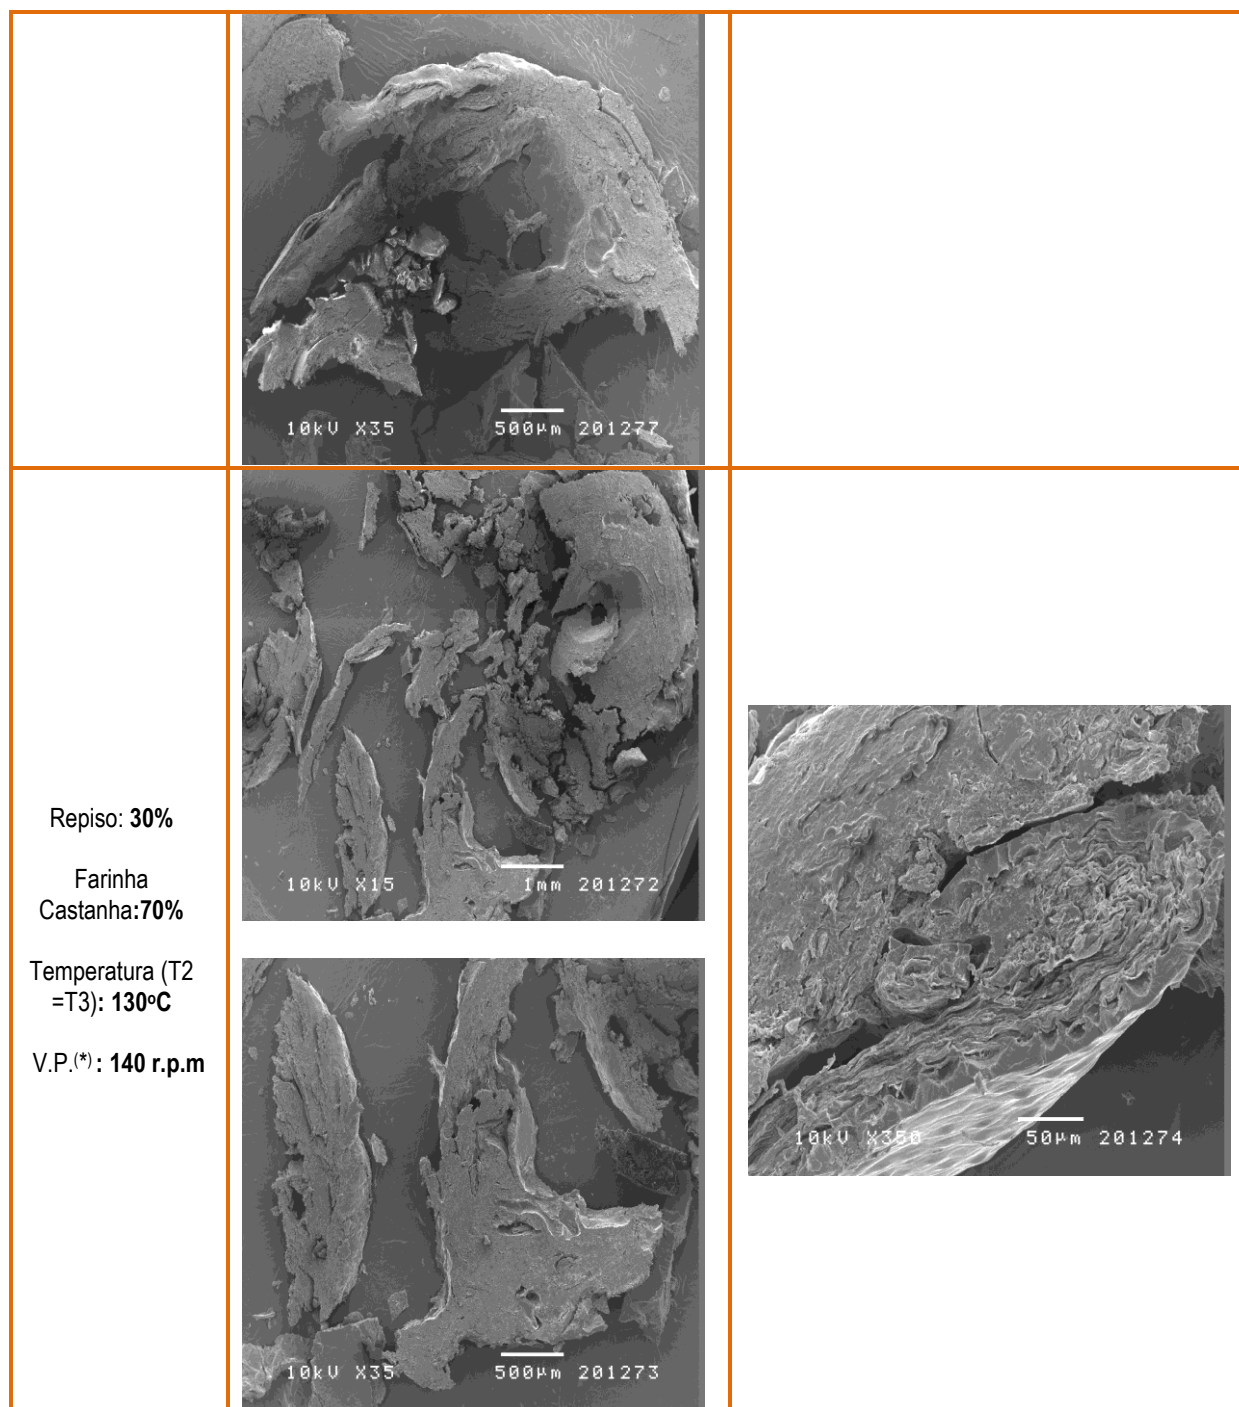 10kV X35 500µm 201277
Repiso: 30%
Farinha
Castanha:70%
Temperatura (T2
=T3): 130ºC
V.P.(*) : 140 r.p.m
10kV X15 1mm 201272
10kV X35 500µm 201273
10kV X350 50µm 201274